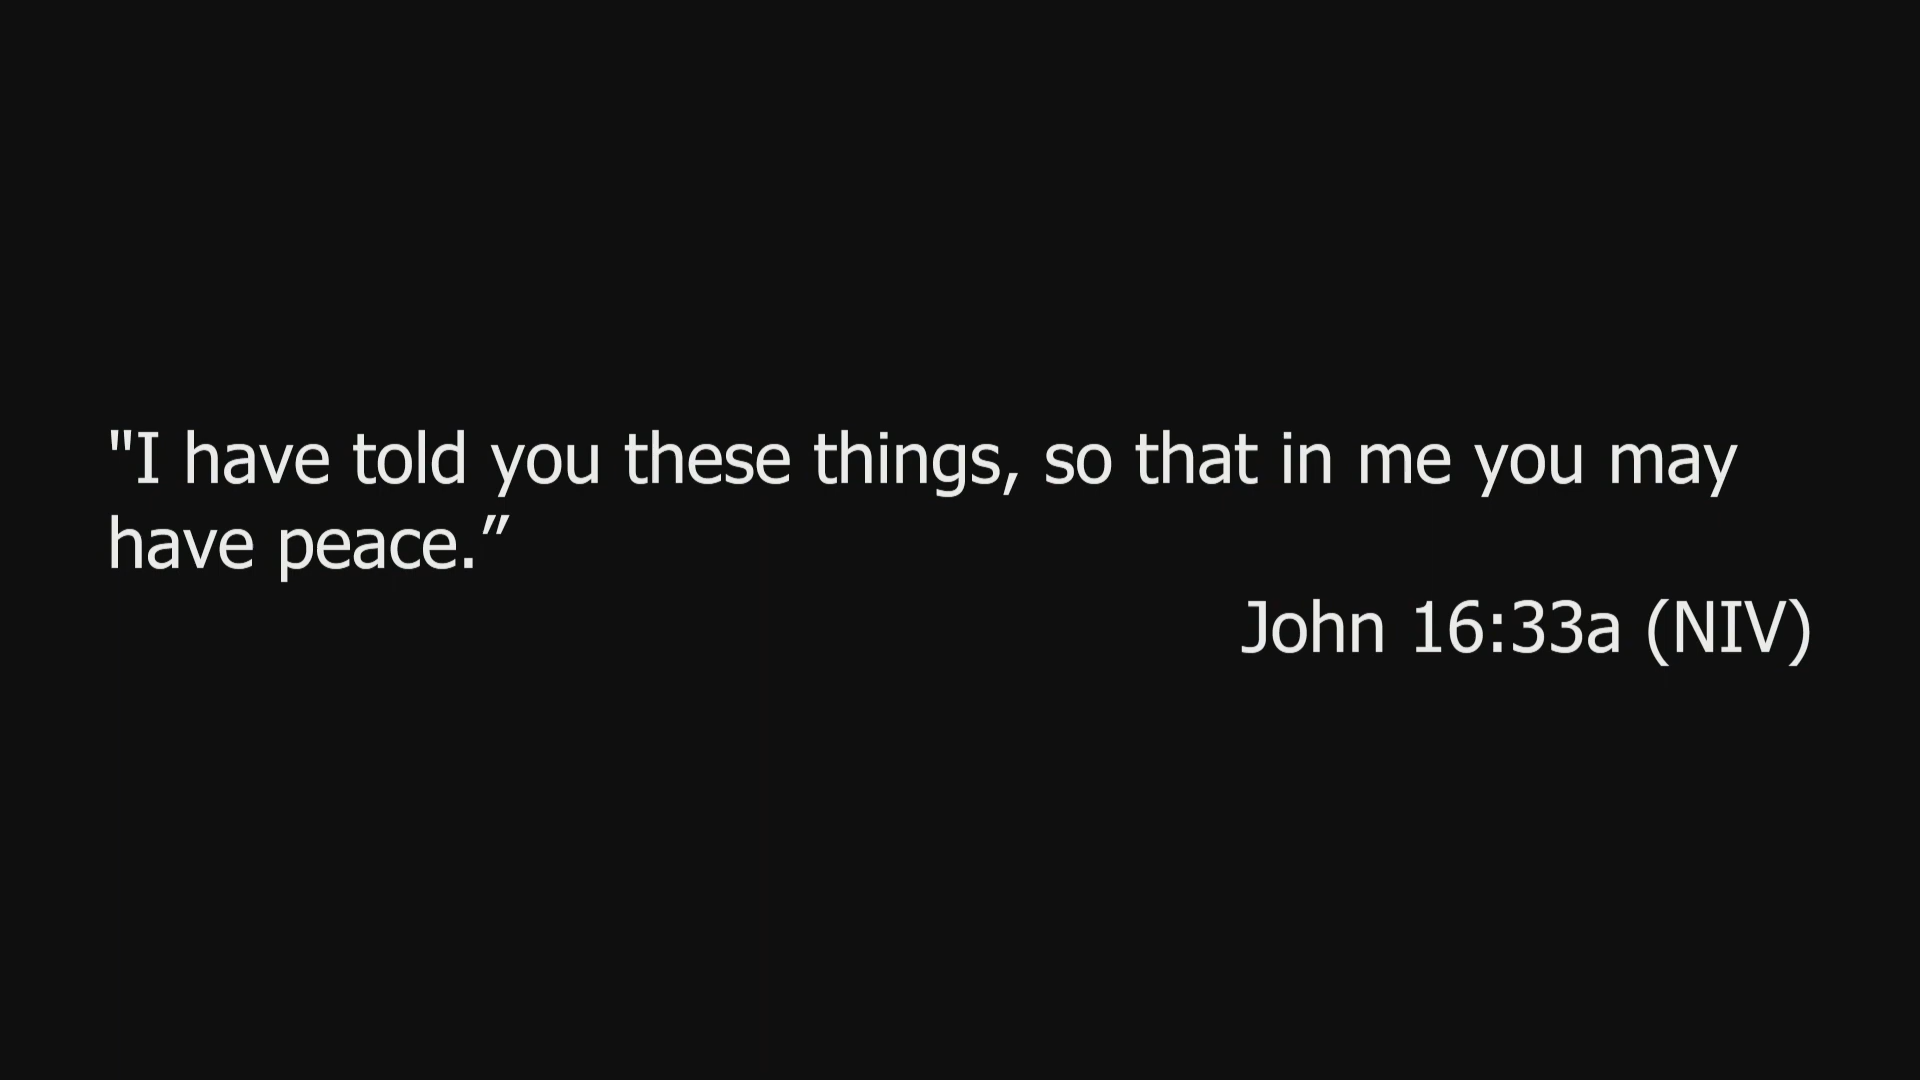 "I have told you these things, so that in me you may
have peace.”
John 16:33a (NIV)